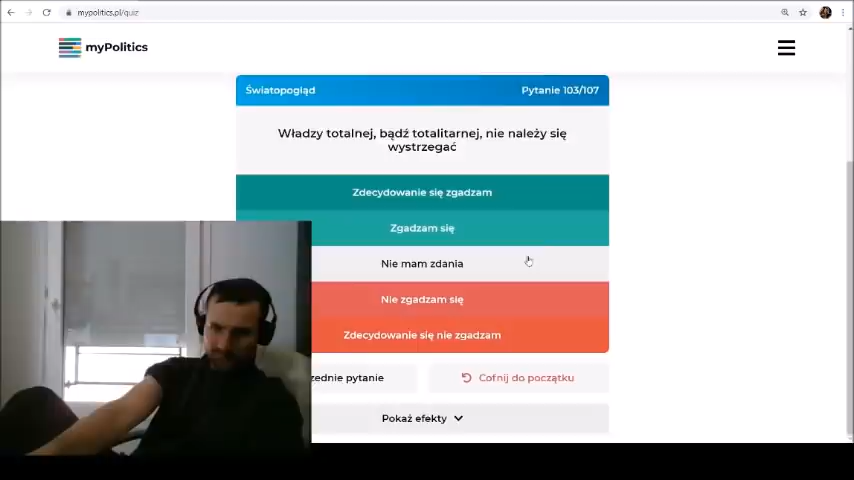 mypolitics.pl/quiz
myPolitics
Światopogląd Pytanie 103/107
Władzy totalnej, bądź totalitarnej, nie należy się
wystrzegać
Zdecydowanie się zgadzam
Zgadzam się
Nie mam zdania
Nie zgadzam się
Zdecydowanie się nie zgadzam
zednie pytanie Cofnij do początku
Pokaż efekty